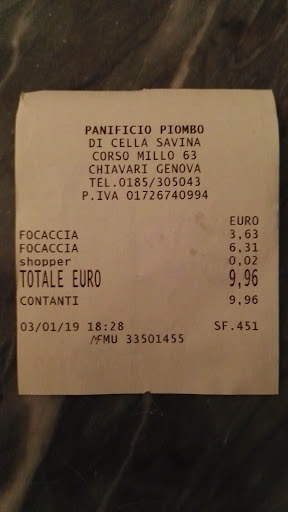 PANIFICIO PIOMBO
DI CELLA SAVINA
CORSO MILLO 63
CHIAVARI GENOVA
TEL.0185/305043
P.IVA 01726740994
EURO
FOCACCIA 3,63
FOCACCIA 6,31
shopper 0,02
TOTALE EURO 9,96
CONTANTI 9,96
03/01/19 18:28 SF.451
MFMU 33501455